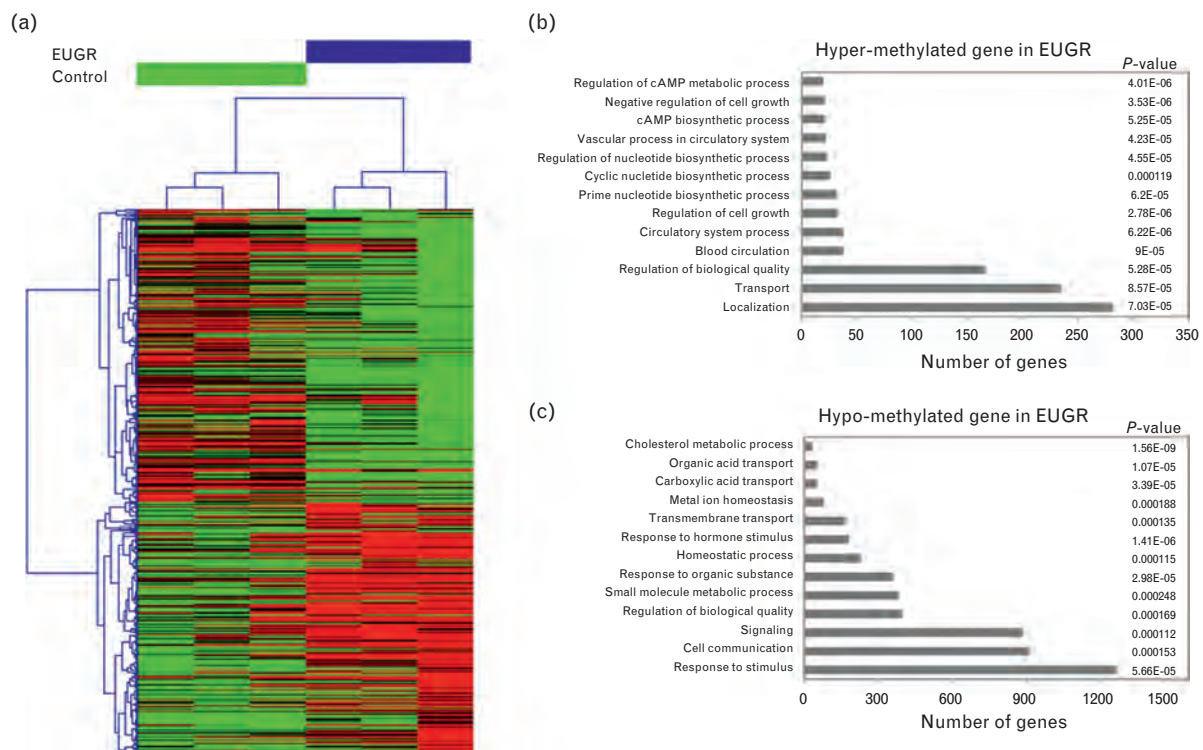 (a)
EUGR
Control
(b)
Hyper-methylated gene in EUGR
P-value
Regulation of cAMP metabolic process 4.01E-06
Negative regulation of cell growth 3.53E-06
cAMP biosynthetic process 5.25E-05
Vascular process in circulatory system 4.23E-05
Regulation of nucleotide biosynthetic process 4.55E-05
Cyclic nucletide biosynthetic process 0.000119
Prime nucleotide biosynthetic process 6.2E-05
Regulation of cell growth 2.78E-06
Circulatory system process 6.22E-06
Blood circulation 9E-05
Regulation of biological quality 5.28E-05
Transport 8.57E-05
Localization 7.03E-05
0 50 100 150 200 250 300 350
Number of genes
(c)
Hypo-methylated gene in EUGR
P-value
Cholesterol metabolic process 1.56E-09
Organic acid transport 1.07E-05
Carboxylic acid transport 3.39E-05
Metal ion homeostasis 0.000188
Transmembrane transport 0.000135
Response to hormone stimulus 1.41E-06
Homeostatic process 0.000115
Response to organic substance 2.98E-05
Small molecule metabolic process 0.000248
Regulation of biological quality 0.000169
Signaling 0.000112
Cell communication 0.000153
Response to stimulus 5.66E-05
0 300 600 900 1200 1500
Number of genes